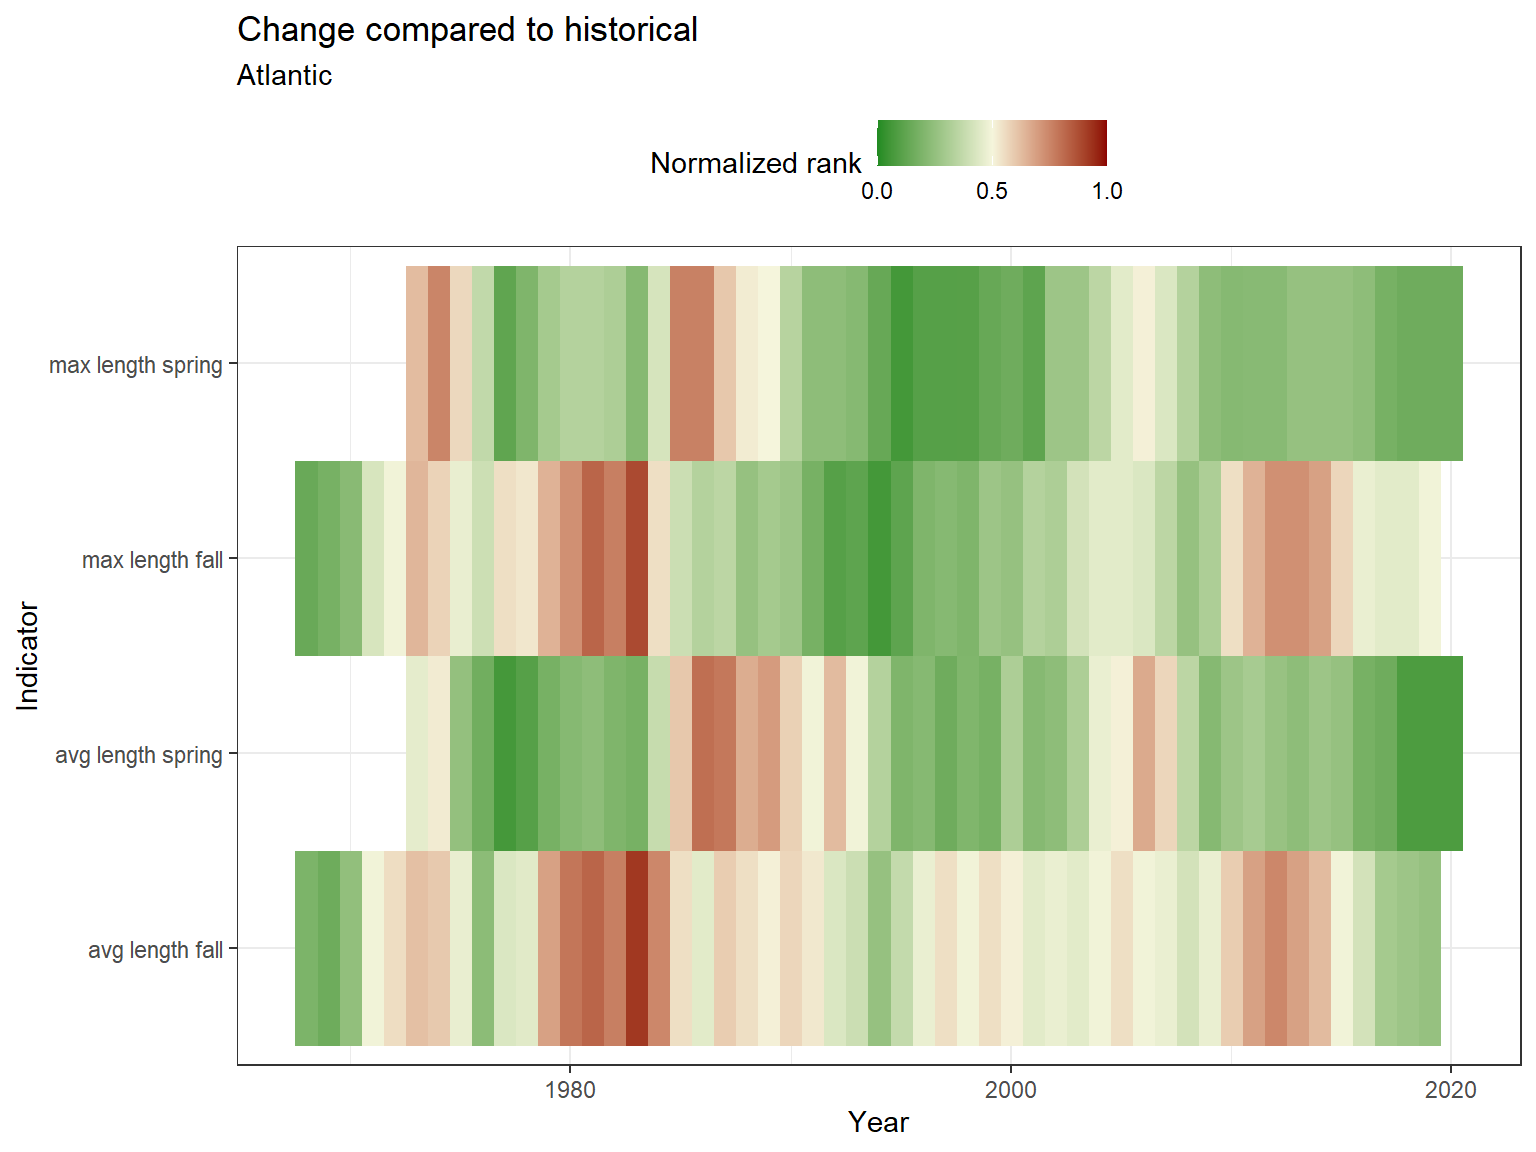 Change compared to historical
Atlantic
Normalized rank
0.0 0.5 1.0
max length spring
max length fall
avg length spring
avg length fall
Indicator
1980 2000 2020
Year